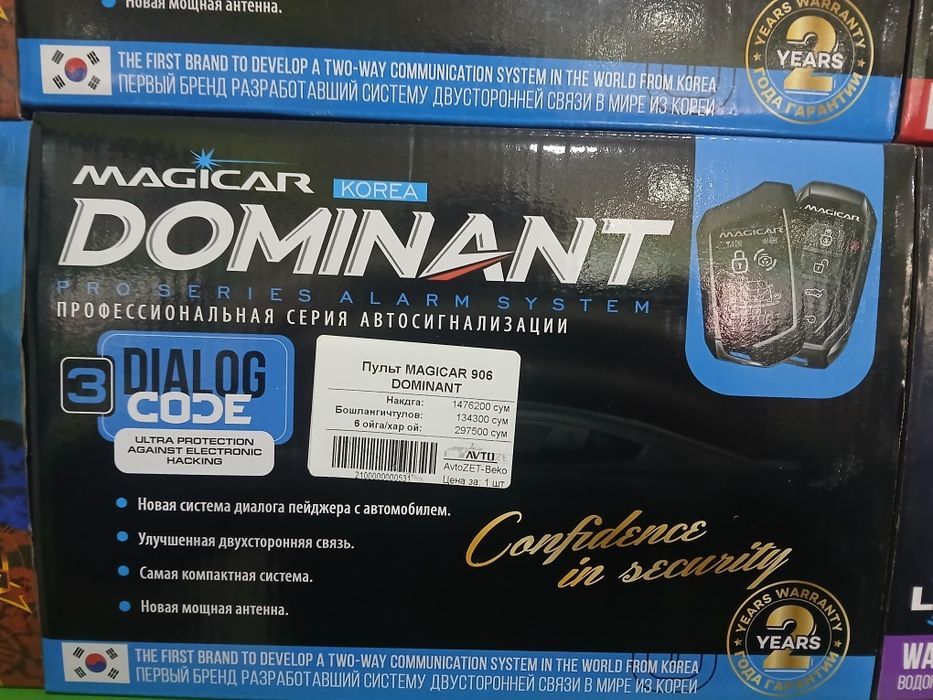 Новая мощная антенна.
THE FIRST BRAND TO DEVELOP A TWO-WAY COMMUNICATION SYSTEM IN THE WORLD FROM KOREA
ПЕРВЫЙ БРЕНД РАЗРАБОТАВШИЙ СИСТЕМУ ДВУСТОРОННЕЙ СВЯЗИ В МИРЕ ИЗ КОРЕИ
YEARS WARRANTY
2
YEARS
ГОДА ГАРАНТИИ
MAGICAR
KOREA
DOMINANT
PRO SERIES ALARM SYSTEM
ПРОФЕССИОНАЛЬНАЯ СЕРИЯ АВТОСИГНАЛИЗАЦИИ
MAGICAR
MAGICAR
3 DIALOG
CODE
ULTRA PROTECTION
AGAINST ELECTRONIC
HACKING
Пульт MAGICAR 906
DOMINANT
Накдга: 1476200 сум
Бошлангичтулов: 134300 сум
6 ойга/хар ой: 297500 сум
AVTO
AvtoZET-Beko
Цена за: 1 шт
Новая система диалога пейджера с автомобилем.
Улучшенная двухсторонняя связь.
Самая компактная система.
Новая мощная антенна.
Confidence
in security
YEARS WARRANTY
2
YEARS
ГОДА ГАРАНТИИ
THE FIRST BRAND TO DEVELOP A TWO-WAY COMMUNICATION SYSTEM IN THE WORLD FROM KOREA
ПЕРВЫЙ БРЕНД РАЗРАБОТАВШИЙ СИСТЕМУ ДВУСТОРОННЕЙ СВЯЗИ В МИРЕ ИЗ КОРЕИ